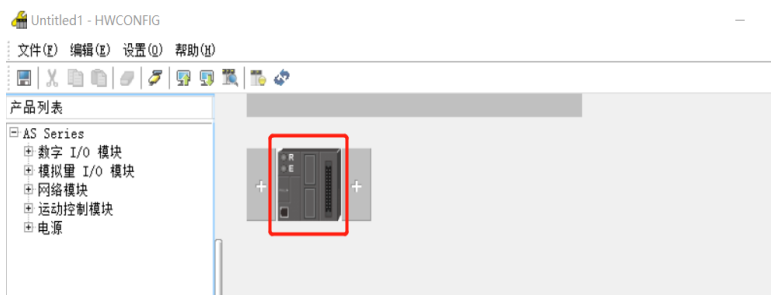 Untitled1 - HWCONFIG
文件(F) 编辑(E) 设置(O) 帮助(H)
产品列表
AS Series
数字 I/O 模块
模拟量 I/O 模块
网络模块
运动控制模块
电源
R
E